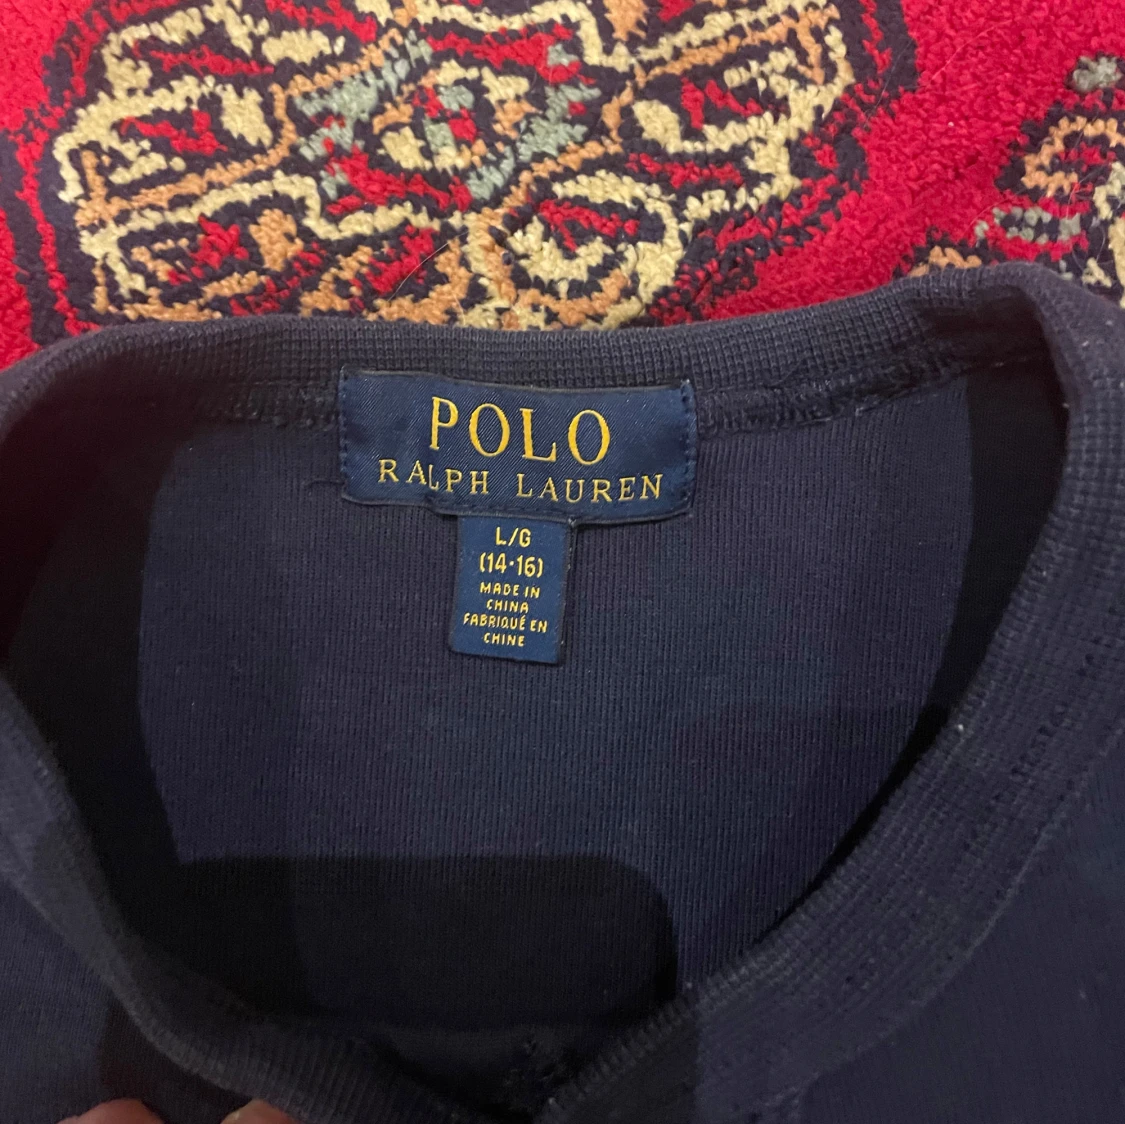 POLO
RALPH LAUREN
L/G
(14·16)
MADE IN
CHINA
FABRIQUÉ EN
CHINE